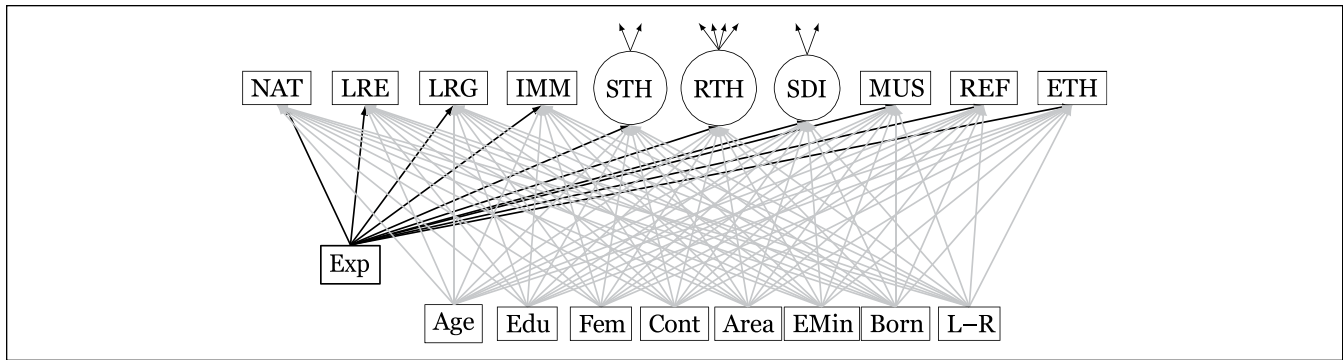 NAT LRE LRG IMM STH RTH SDI MUS REF ETH
Exp
Age Edu Fem Cont Area EMin Born L–R